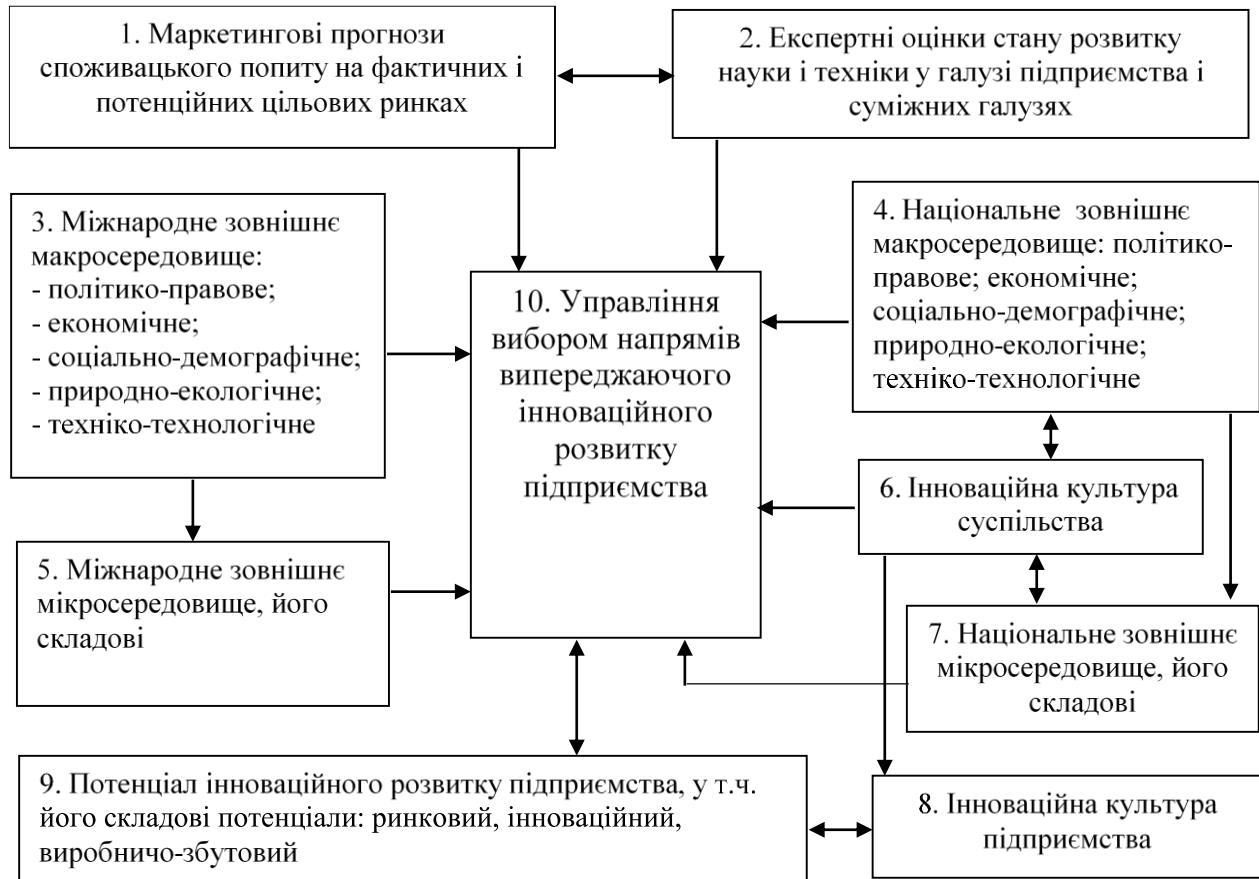 1. Маркетингові прогнози
споживацького попиту на фактичних і
потенційних цільових ринках
2. Експертні оцінки стану розвитку
науки і техніки у галузі підприємства і
суміжних галузях
3. Міжнародне зовнішнє
макросередовище:
- політико-правове;
- економічне;
- соціально-демографічне;
- природно-екологічне;
- техніко-технологічне
4. Національне зовнішнє
макросередовище: політико-
правове; економічне;
соціально-демографічне;
природно-екологічне;
техніко-технологічне
10. Управління
вибором напрямів
випереджаючого
інноваційного
розвитку
підприємства
6. Інноваційна культура
суспільства
5. Міжнародне зовнішнє
мікросередовище, його
складові
7. Національне зовнішнє
мікросередовище, його
складові
9. Потенціал інноваційного розвитку підприємства, у т.ч.
його складові потенціали: ринковий, інноваційний,
виробничо-збутовий
8. Інноваційна культура
підприємства